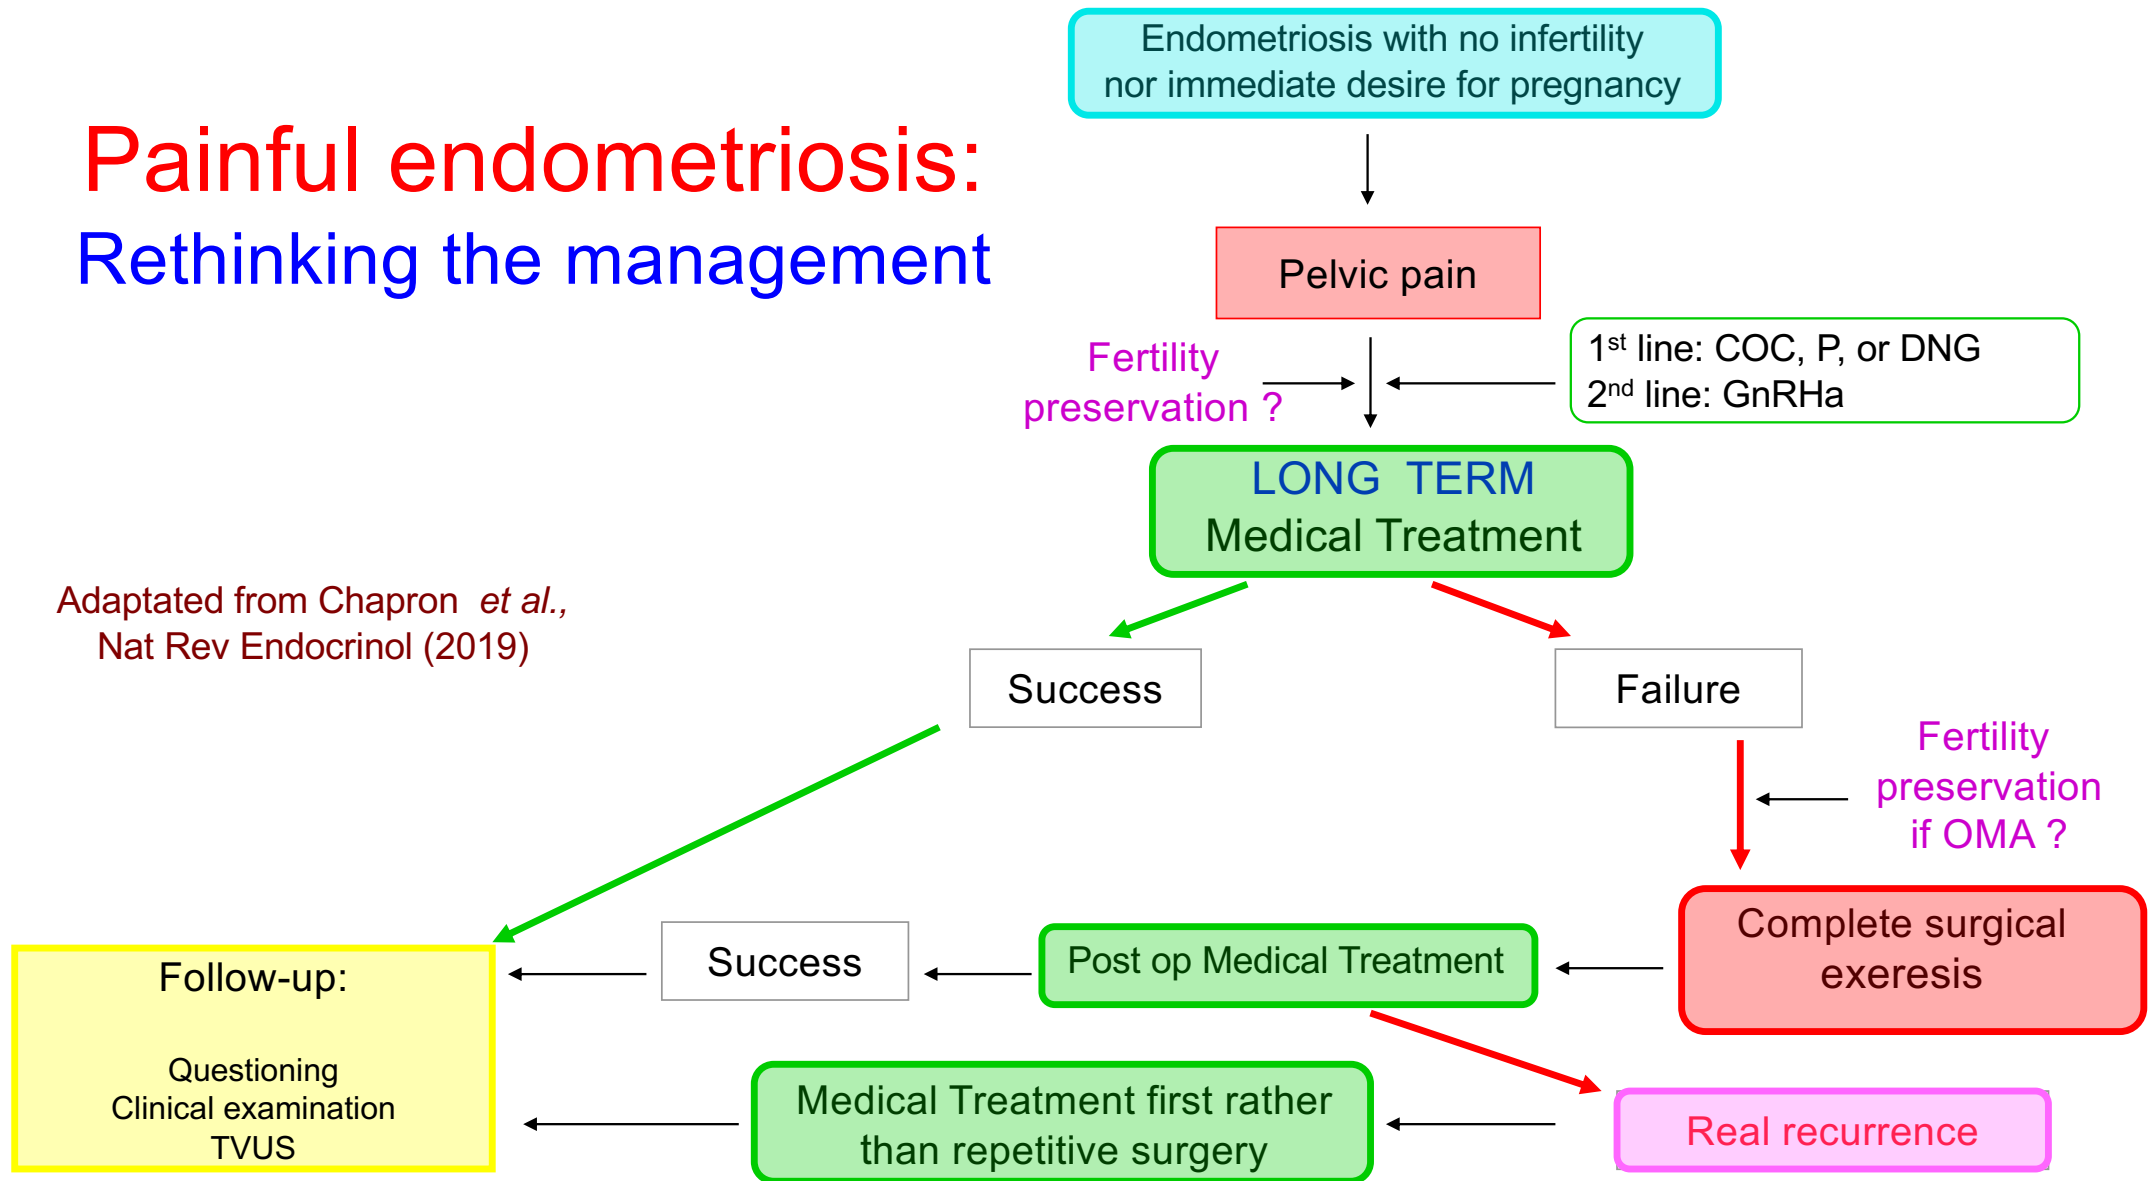 Endometriosis with no infertility
nor immediate desire for pregnancy
Painful endometriosis:
Rethinking the management
Pelvic pain
Fertility
preservation ?
1st line: COC, P, or DNG
2nd line: GnRHa
LONG TERM
Medical Treatment
Adaptated from Chapron et al.,
Nat Rev Endocrinol (2019)
Success
Failure
Fertility
preservation
if OMA ?
Complete surgical
exeresis
Post op Medical Treatment
Success
Follow-up:
Questioning
Clinical examination
TVUS
Medical Treatment first rather
than repetitive surgery
Real recurrence